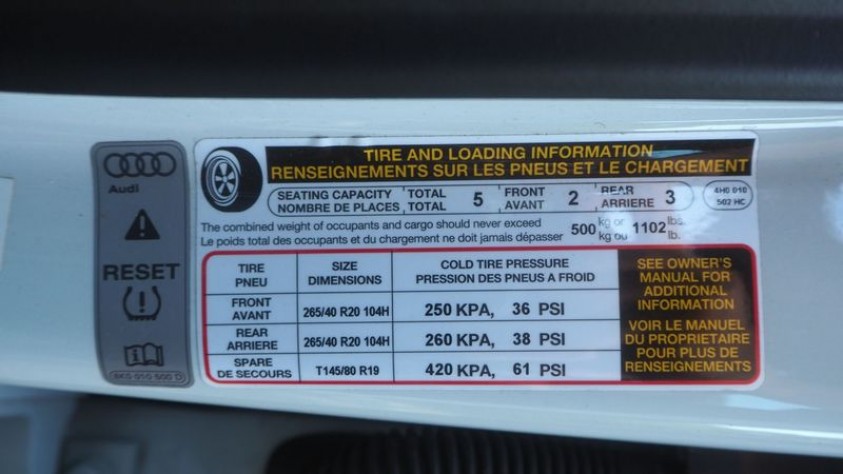 Audi
RESET
8K0 010 500 D
TIRE AND LOADING INFORMATION
RENSEIGNEMENTS SUR LES PNEUS ET LE CHARGEMENT
SEATING CAPACITY TOTAL 5 FRONT 2 REAR 3
NOMBRE DE PLACES TOTAL AVANT ARRIERE
4H0 010
502 HC
The combined weight of occupants and cargo should never exceed 500 kg or 1102 lbs.
Le poids total des occupants et du chargement ne doit jamais dépasser kg ou lb.
TIRE SIZE COLD TIRE PRESSURE
PNEU DIMENSIONS PRESSION DES PNEUS A FROID
FRONT
AVANT 265/40 R20 104H 250 KPA, 36 PSI
REAR
ARRIERE 265/40 R20 104H 260 KPA, 38 PSI
SPARE
DE SECOURS T145/80 R19 420 KPA, 61 PSI
SEE OWNER'S
MANUAL FOR
ADDITIONAL
INFORMATION
VOIR LE MANUEL
DU PROPRIETAIRE
POUR PLUS DE
RENSEIGNEMENTS